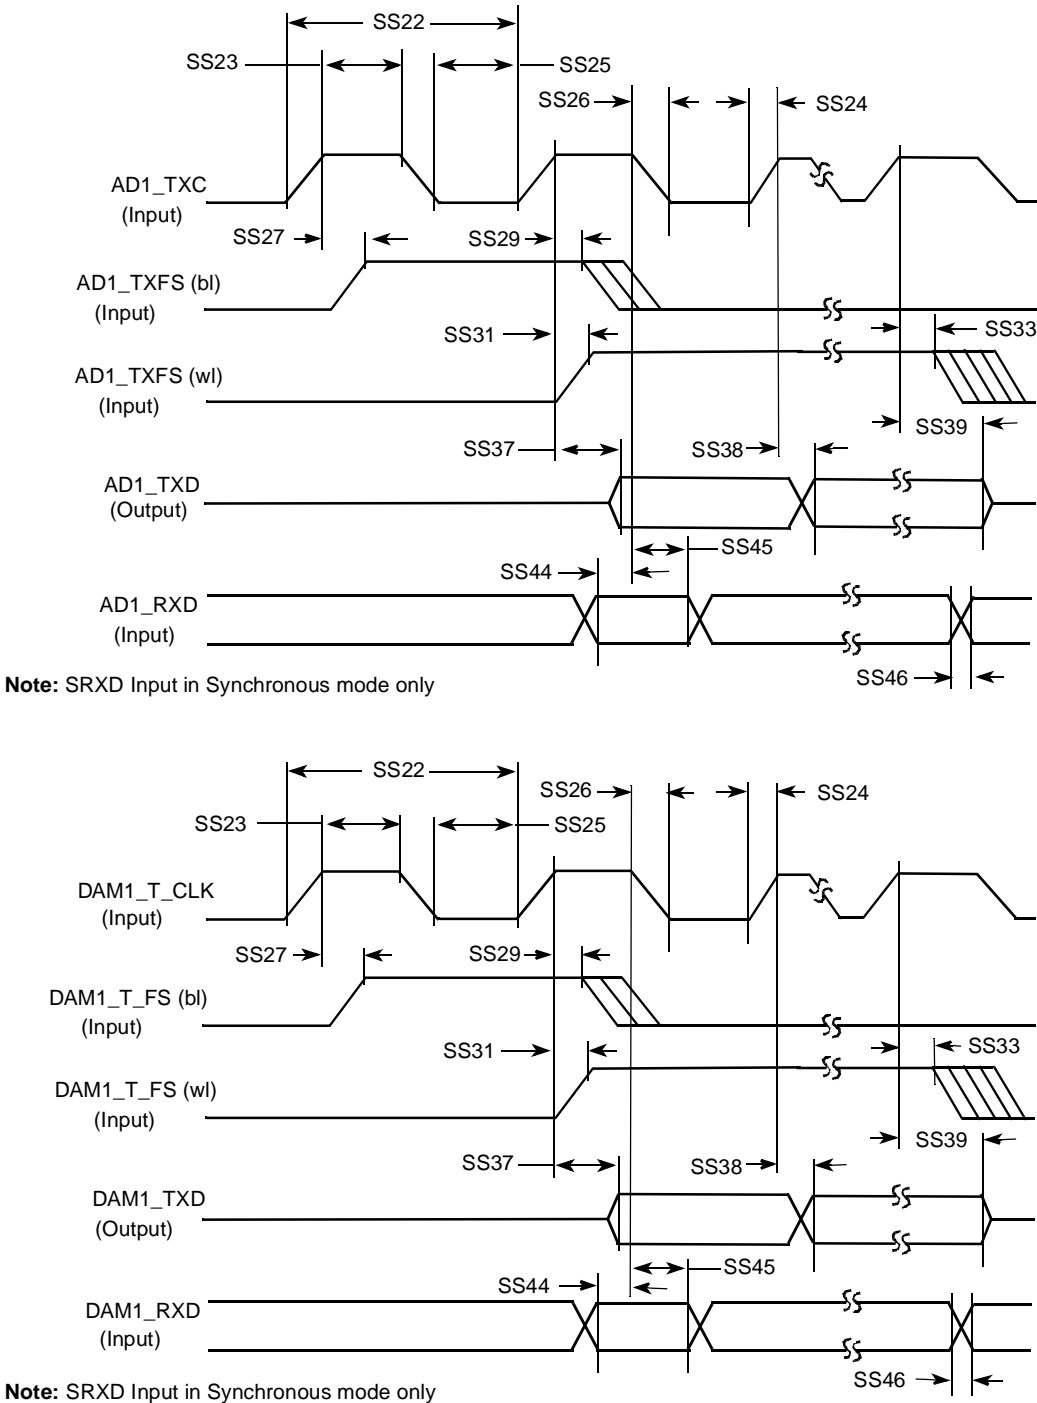 SS22
SS23
SS25
SS26
SS24
AD1_TXC
(Input)
SS27
SS29
AD1_TXFS (bl)
(Input)
SS31
SS33
AD1_TXFS (wl)
(Input)
SS37
SS38
SS39
AD1_TXD
(Output)
SS45
SS44
AD1_RXD
(Input)
SS46
Note: SRXD Input in Synchronous mode only
SS22
SS26
SS24
SS23
SS25
DAM1_T_CLK
(Input)
SS27
SS29
DAM1_T_FS (bl)
(Input)
SS31
SS33
DAM1_T_FS (wl)
(Input)
SS39
SS37
SS38
DAM1_TXD
(Output)
SS45
SS44
DAM1_RXD
(Input)
SS46
Note: SRXD Input in Synchronous mode only